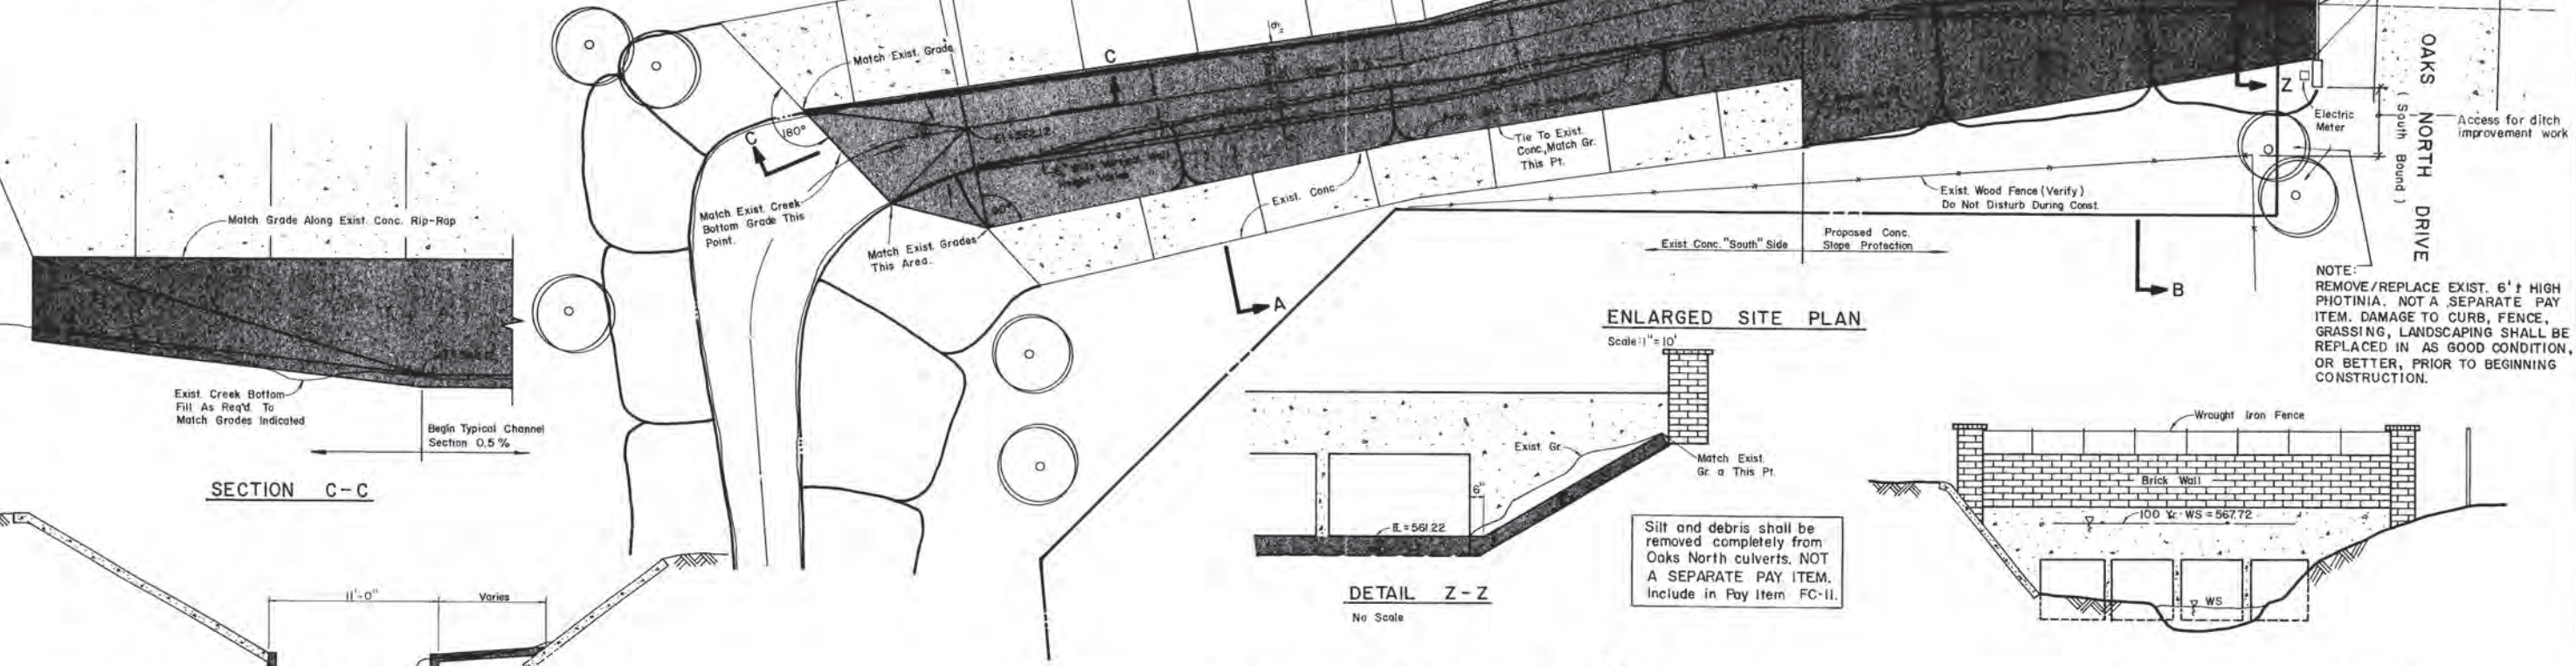 Match Grade Along Exist. Conc. Rip-Rap
Exist. Creek Bottom
Fill As Req'd. To
Match Grades Indicated
Begin Typical Channel
Section 0.5 %
SECTION C-C
11'-0"
Varies
Match Exist. Grade
180°
C
C
Match Exist. Creek
Bottom Grade This
Point.
Match Exist. Grades
This Area.
Exist. Conc.
Tie To Exist.
Conc., Match Gr.
This Pt.
A
Exist. Wood Fence (Verify)
Do Not Disturb During Const.
Exist Conc. "South" Side
Proposed Conc.
Slope Protection
B
Z
Electric
Meter
OAKS NORTH DRIVE
(South Bound)
Access for ditch
improvement work
NOTE:
REMOVE/REPLACE EXIST. 6'± HIGH
PHOTINIA. NOT A SEPARATE PAY
ITEM. DAMAGE TO CURB, FENCE,
GRASSING, LANDSCAPING SHALL BE
REPLACED IN AS GOOD CONDITION,
OR BETTER, PRIOR TO BEGINNING
CONSTRUCTION.
ENLARGED SITE PLAN
Scale: 1"=10'
Exist. Gr.
Match Exist.
Gr. a This Pt.
6"
IE=561.22
DETAIL Z-Z
No Scale
Silt and debris shall be
removed completely from
Oaks North culverts. NOT
A SEPARATE PAY ITEM.
Include in Pay Item FC-11.
Wrought Iron Fence
Brick Wall
100 Yr. WS=567.72
WS